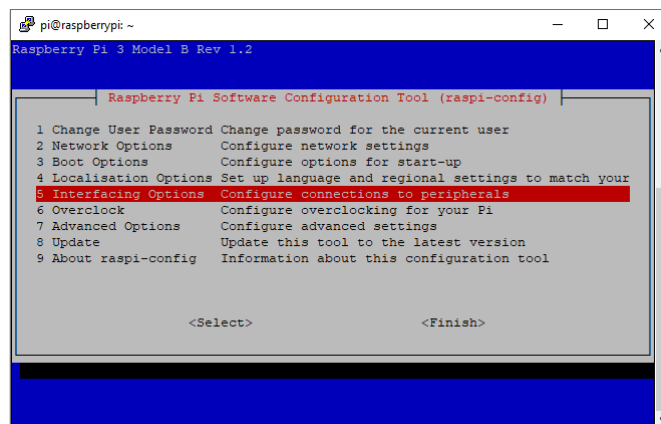 pi@raspberrypi: ~
Raspberry Pi 3 Model B Rev 1.2
Raspberry Pi Software Configuration Tool (raspi-config)
1 Change User Password Change password for the current user
2 Network Options Configure network settings
3 Boot Options Configure options for start-up
4 Localisation Options Set up language and regional settings to match your
5 Interfacing Options Configure connections to peripherals
6 Overclock Configure overclocking for your Pi
7 Advanced Options Configure advanced settings
8 Update Update this tool to the latest version
9 About raspi-config Information about this configuration tool
<Select> <Finish>